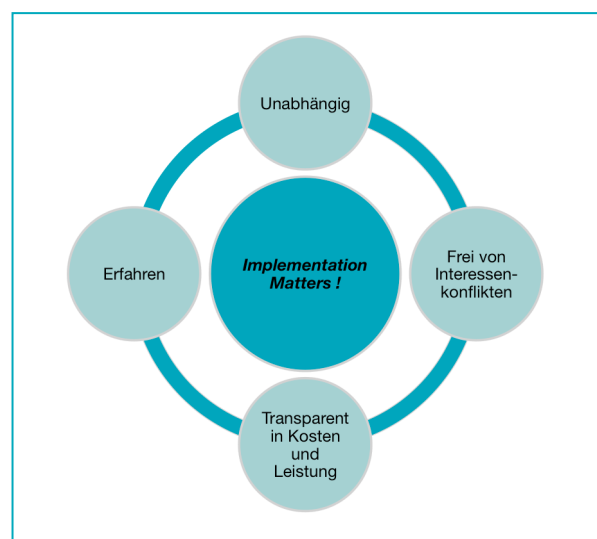 Unabhängig
Erfahren
Implementation
Matters !
Frei von
Interessen-
konflikten
Transparent
in Kosten
und
Leistung